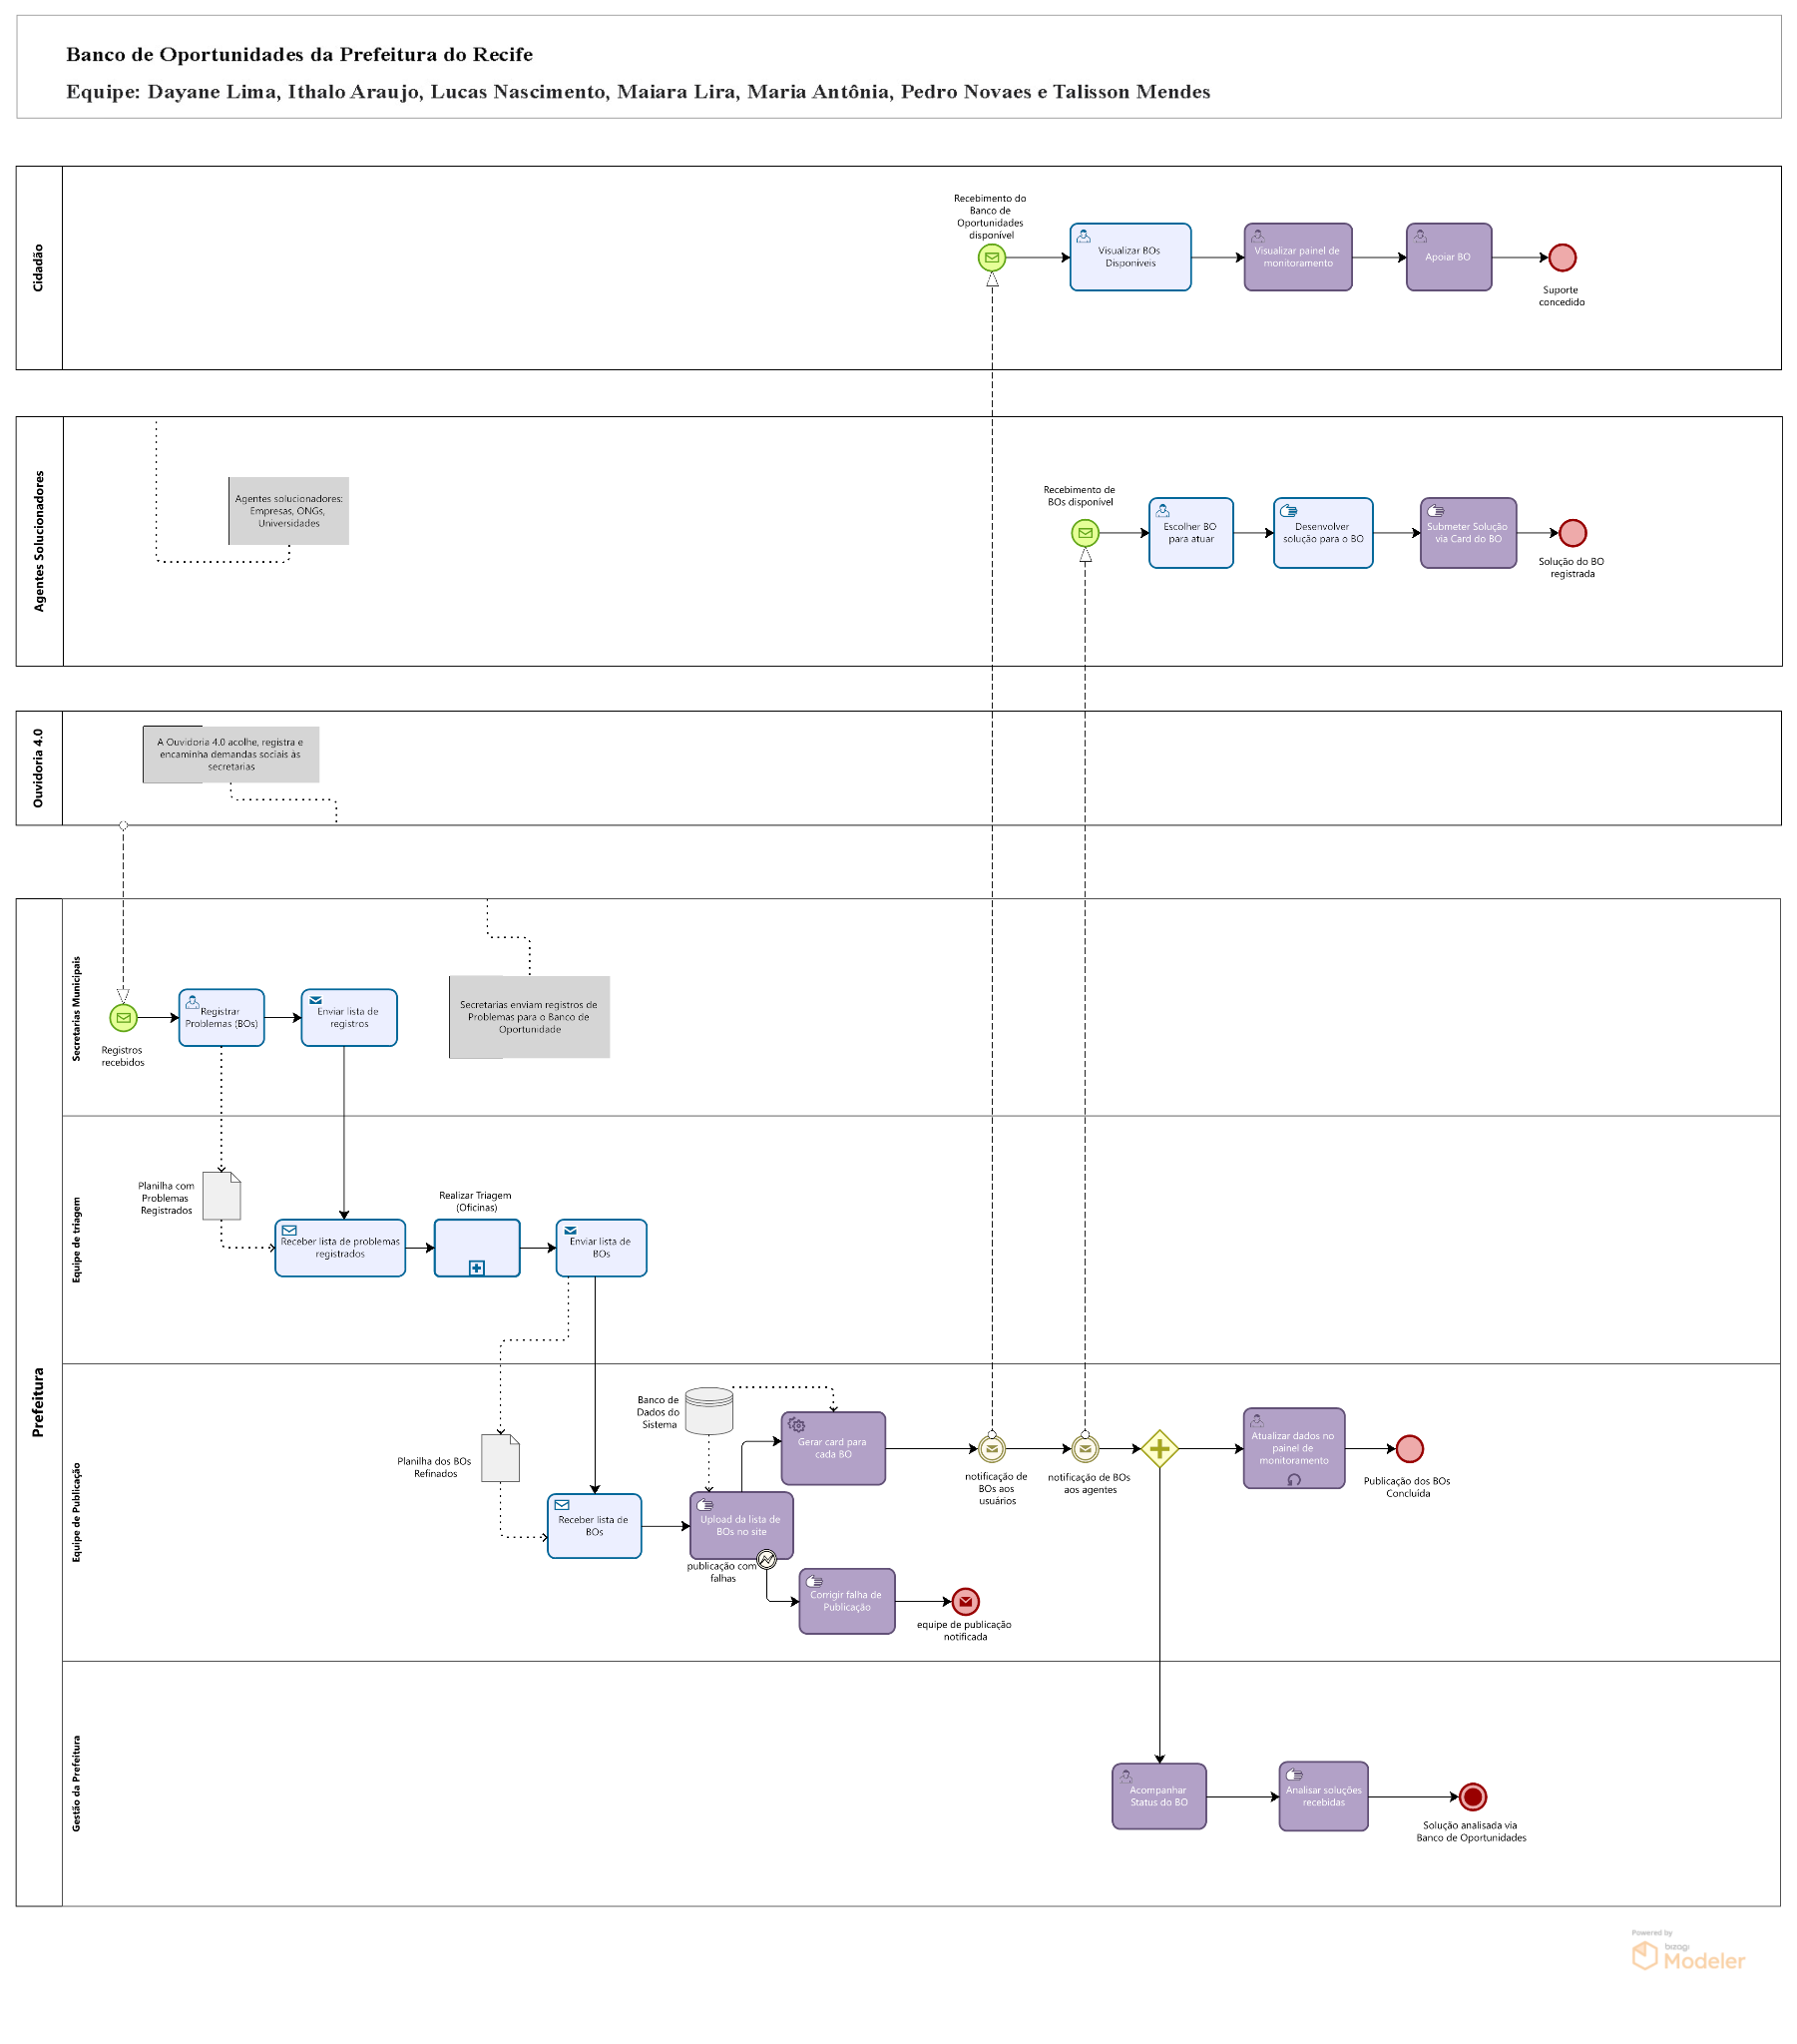 Banco de Oportunidades da Prefeitura do Recife
Equipe: Dayane Lima, Ithalo Araujo, Lucas Nascimento, Maiara Lira, Maria Antônia, Pedro Novaes e Talisson Mendes
Cidadão
Recebimento do
Banco de
Oportunidades
disponível
Visualizar BOs
Disponíveis
Visualizar painel de
monitoramento
Apoiar BO
Suporte
concedido
Agentes Solucionadores
Agentes solucionadores:
Empresas, ONGs,
Universidades
Recebimento de
BOs disponível
Escolher BO
para atuar
Desenvolver
solução para o BO
Submeter Solução
via Card do BO
Solução do BO
registrada
Ouvidoria 4.0
A Ouvidoria 4.0 acolhe, registra e
encaminha demandas sociais às
secretarias
Prefeitura
Secretarias Municipais
Registros
recebidos
Registrar
Problemas (BOs)
Enviar lista de
registros
Secretarias enviam registros de
Problemas para o Banco de
Oportunidade
Equipe de triagem
Planilha com
Problemas
Registrados
Receber lista de problemas
registrados
Realizar Triagem
(Oficinas)
Enviar lista de
BOs
Equipe de Publicação
Planilha dos BOs
Refinados
Receber lista de
BOs
Banco de
Dados do
Sistema
Upload da lista de
BOs no site
publicação com
falhas
Gerar card para
cada BO
Corrigir falha de
Publicação
equipe de publicação
notificada
notificação de
BOs aos
usuários
notificação de BOs
aos agentes
Atualizar dados no
painel de
monitoramento
Publicação dos BOs
Concluída
Gestão da Prefeitura
Acompanhar
Status do BO
Analisar soluções
recebidas
Solução analisada via
Banco de Oportunidades
Powered by
bizagi
Modeler